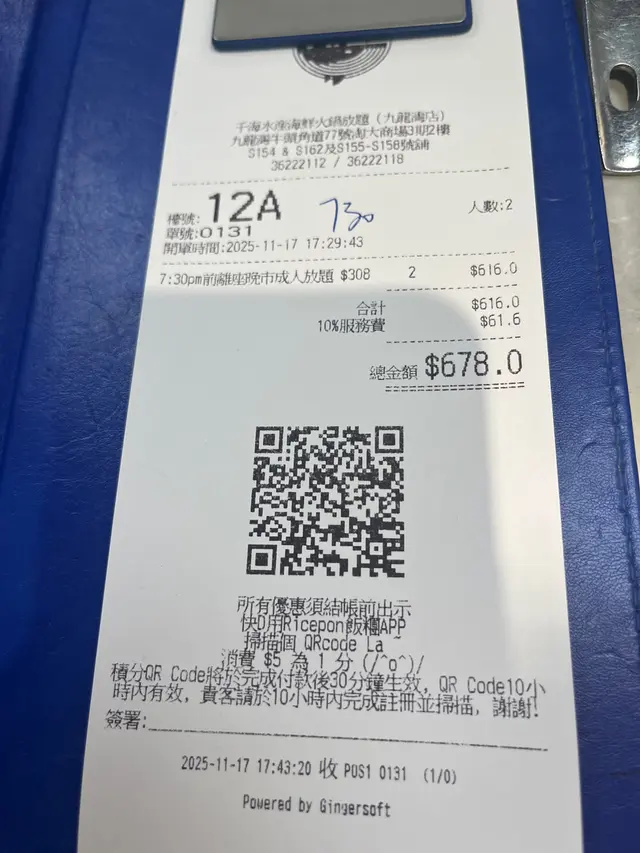 千海水產海鮮火鍋放題（九龍灣店）
九龍灣牛頭角道77號淘大商場3期2樓
S154 & S162及S155-S158號舖
36222112 / 36222118
檯號: 12A
730
人數:2
單號:0131
開單時間:2025-11-17 17:29:43
7:30pm前離座晚市成人放題 $308 2 $616.0
合計 $616.0
10%服務費 $61.6
總金額 $678.0
所有優惠須結帳前出示
快D用Ricepon飯糰APP
掃描個 QRcode La ~
消費 $5 為 1 分 (/^o^)/
積分QR Code將於完成付款後30分鐘生效, QR Code10小
時內有效, 貴客請於10小時內完成註冊並掃描, 謝謝!
簽署:
2025-11-17 17:43:20 收 POS1 0131 (1/0)
Powered by Gingersoft